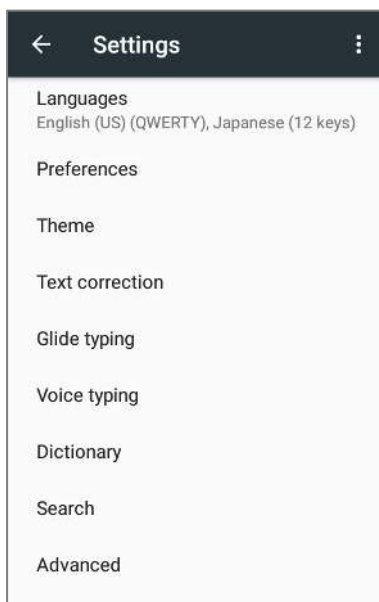 Settings
Languages
English (US) (QWERTY), Japanese (12 keys)
Preferences
Theme
Text correction
Glide typing
Voice typing
Dictionary
Search
Advanced